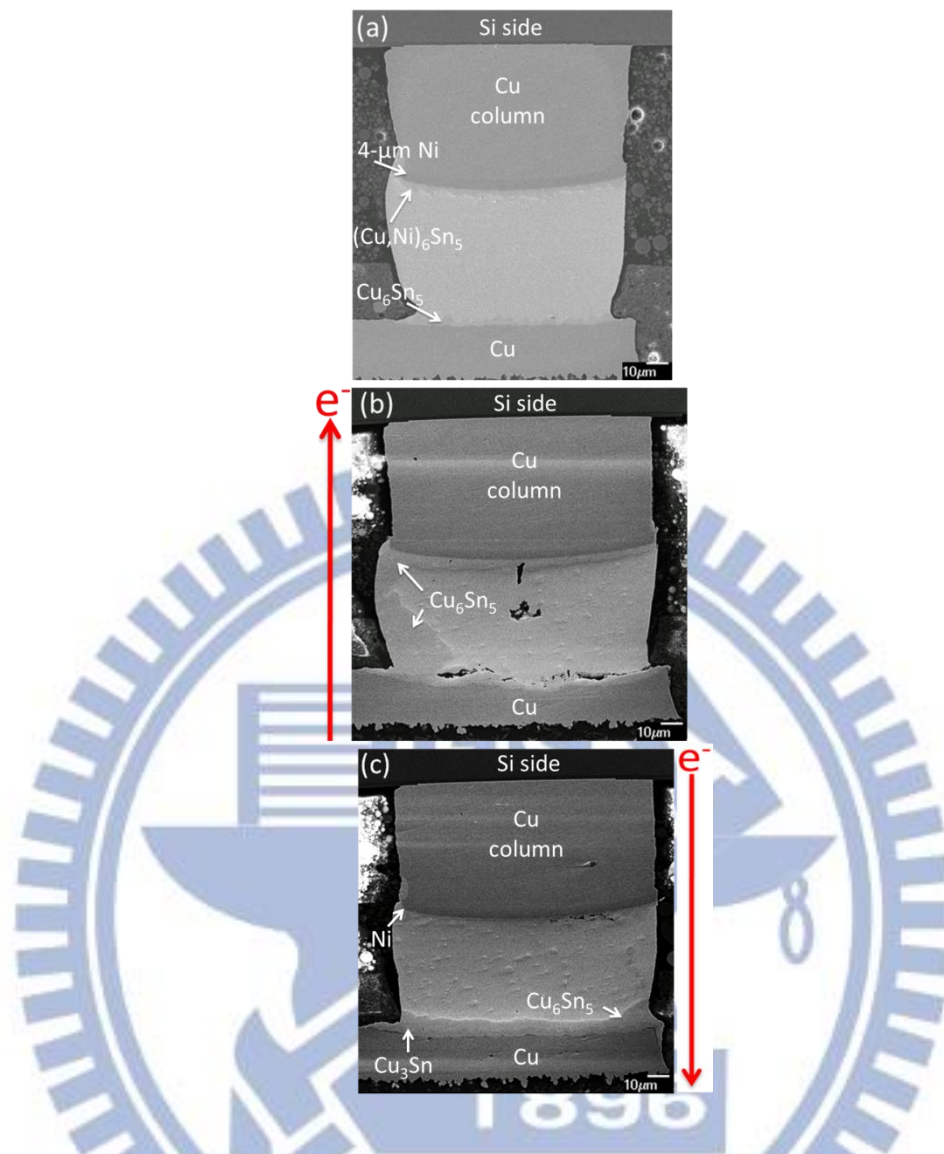 (a)
Si side
Cu
column
4-μm Ni
(Cu,Ni)₆Sn₅
Cu₆Sn₅
Cu
10μm
e⁻
(b)
Si side
Cu
column
Cu₆Sn₅
Cu
10μm
(c)
Si side
e⁻
Cu
column
Ni
Cu₆Sn₅
Cu₃Sn
Cu
10μm
1896